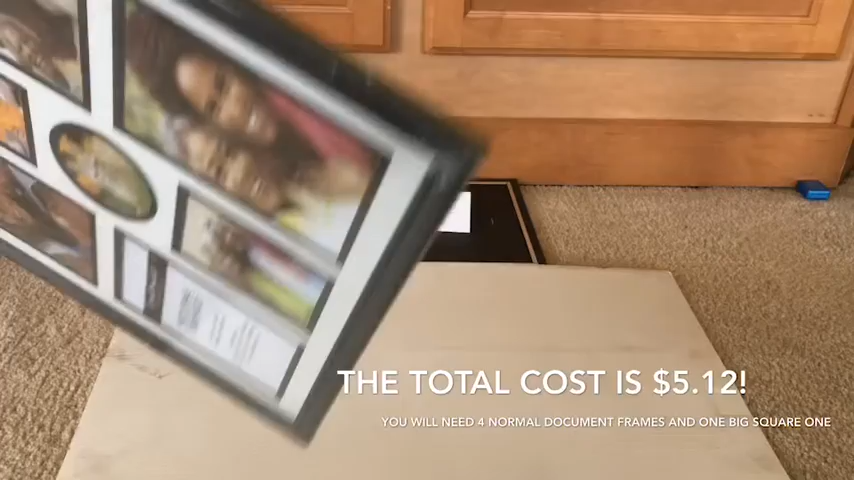 THE TOTAL COST IS $5.12!
YOU WILL NEED 4 NORMAL DOCUMENT FRAMES AND ONE BIG SQUARE ONE